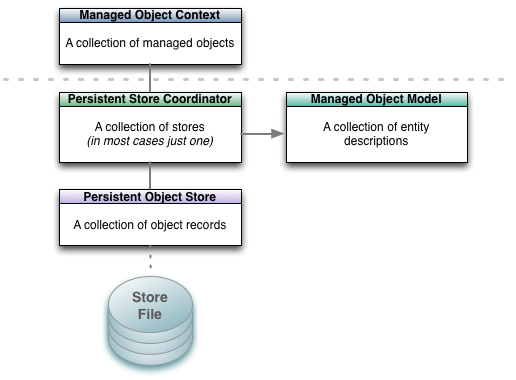 Managed Object Context
A collection of managed objects
Persistent Store Coordinator
A collection of stores
(in most cases just one)
Managed Object Model
A collection of entity
descriptions
Persistent Object Store
A collection of object records
Store
File